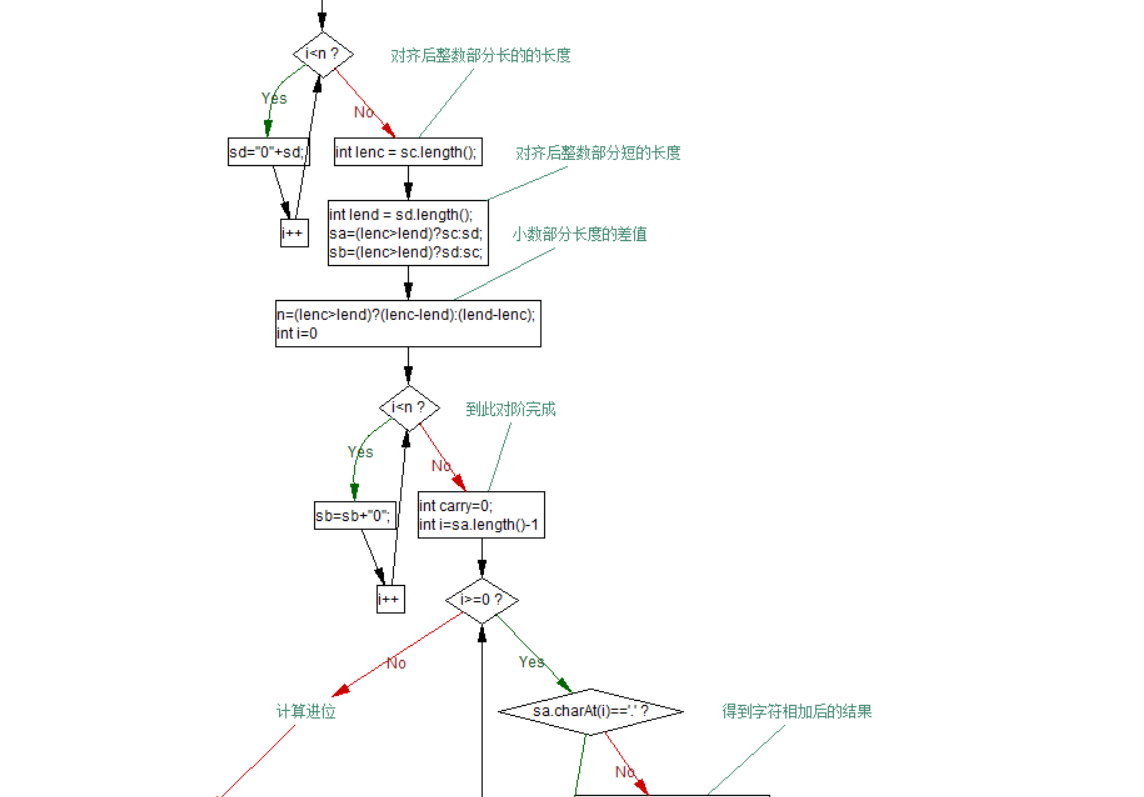 i<n ?
对齐后整数部分长的的长度
Yes
No
sd="0"+sd;
int lenc = sc.length();
对齐后整数部分短的长度
i++
int lend = sd.length();
sa=(lenc>lend)?sc:sd;
sb=(lenc>lend)?sd:sc;
小数部分长度的差值
n=(lenc>lend)?(lenc-lend):(lend-lenc);
int i=0
i<n ?
到此对阶完成
Yes
No
sb=sb+"0";
int carry=0;
int i=sa.length()-1
i++
i>=0 ?
No
Yes
计算进位
sa.charAt(i)=='.' ?
得到字符相加后的结果
No